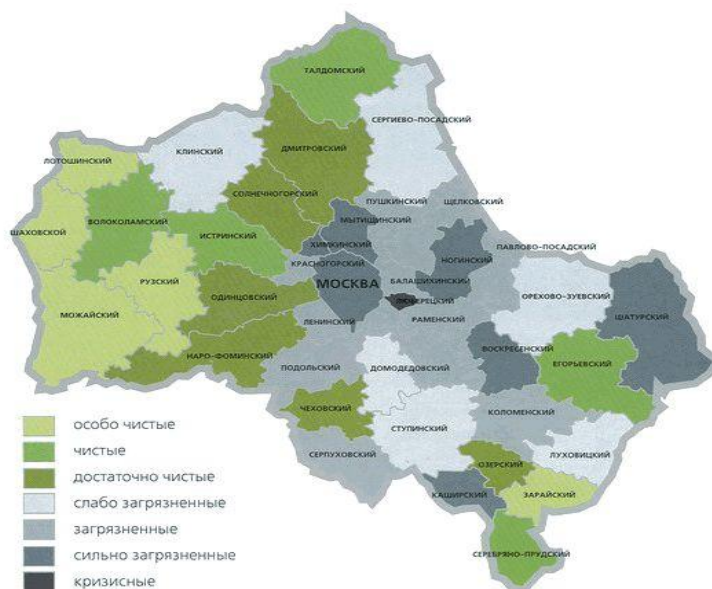 ТАЛДОМСКИЙ
СЕРГИЕВО-ПОСАДСКИЙ
КЛИНСКИЙ
ДМИТРОВСКИЙ
ЛОТОШИНСКИЙ
СОЛНЕЧНОГОРСКИЙ
ПУШКИНСКИЙ
ЩЕЛКОВСКИЙ
ВОЛОКОЛАМСКИЙ
МЫТИЩИНСКИЙ
ШАХОВСКОЙ
ИСТРИНСКИЙ
ХИМКИНСКИЙ
ПАВЛОВО-ПОСАДСКИЙ
НОГИНСКИЙ
КРАСНОГОРСКИЙ
РУЗСКИЙ
МОСКВА
БАЛАШИХИНСКИЙ
ОДИНЦОВСКИЙ
ОРЕХОВО-ЗУЕВСКИЙ
ЛЮБЕРЕЦКИЙ
МОЖАЙСКИЙ
ЛЕНИНСКИЙ
РАМЕНСКИЙ
ШАТУРСКИЙ
НАРО-ФОМИНСКИЙ
ВОСКРЕСЕНСКИЙ
ПОДОЛЬСКИЙ
ДОМОДЕДОВСКИЙ
ЕГОРЬЕВСКИЙ
ЧЕХОВСКИЙ
КОЛОМЕНСКИЙ
СТУПИНСКИЙ
СЕРПУХОВСКИЙ
ЛУХОВИЦКИЙ
ОЗЕРСКИЙ
КАШИРСКИЙ
ЗАРАЙСКИЙ
СЕРЕБРЯНО-ПРУДСКИЙ
особо чистые
чистые
достаточно чистые
слабо загрязненные
загрязненные
сильно загрязненные
кризисные